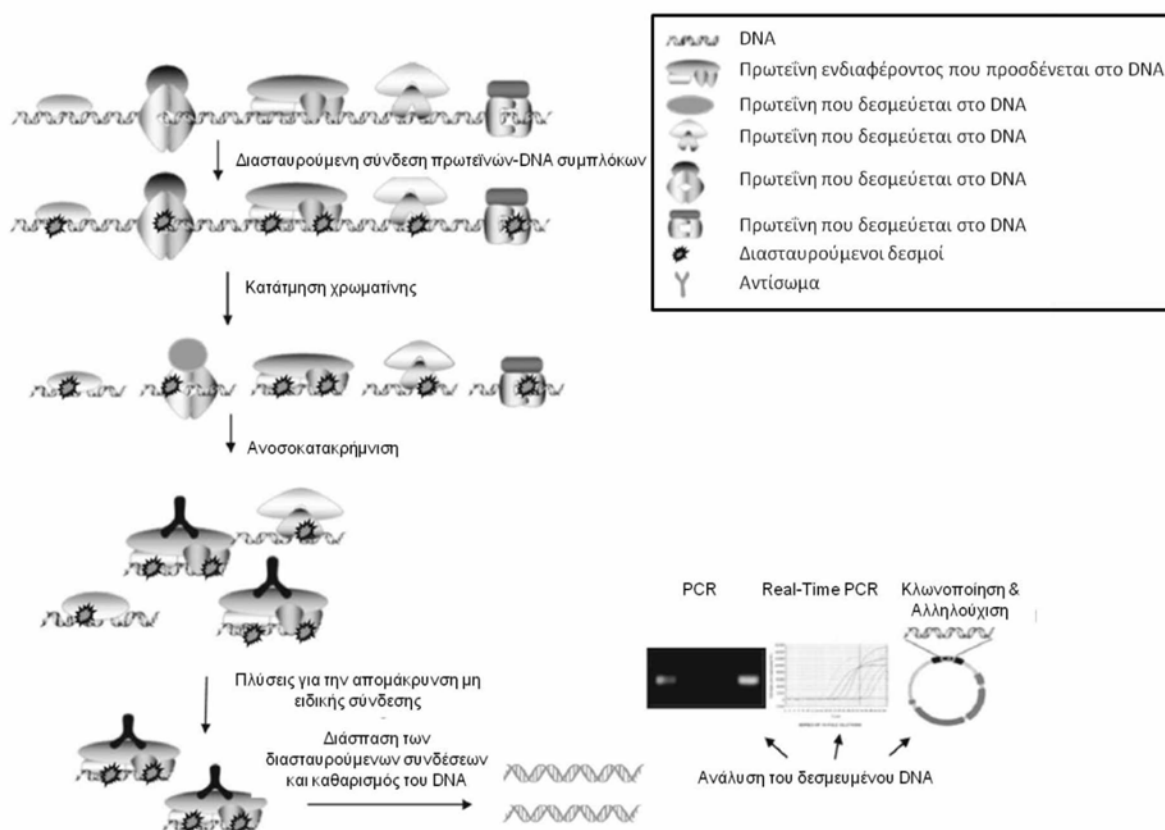 DNA
Πρωτεΐνη ενδιαφέροντος που προσδένεται στο DNA
Πρωτεΐνη που δεσμεύεται στο DNA
Πρωτεΐνη που δεσμεύεται στο DNA
Πρωτεΐνη που δεσμεύεται στο DNA
Πρωτεΐνη που δεσμεύεται στο DNA
Διασταυρούμενοι δεσμοί
Αντίσωμα
Διασταυρούμενη σύνδεση πρωτεϊνών-DNA συμπλόκων
Κατάτμηση χρωματίνης
Ανοσοκατακρήμνιση
Πλύσεις για την απομάκρυνση μη
ειδικής σύνδεσης
Διάσπαση των
διασταυρούμενων συνδέσεων
και καθαρισμός του DNA
PCR
Real-Time PCR
Κλωνοποίηση &
Αλληλούχιση
Ανάλυση του δεσμευμένου DNA